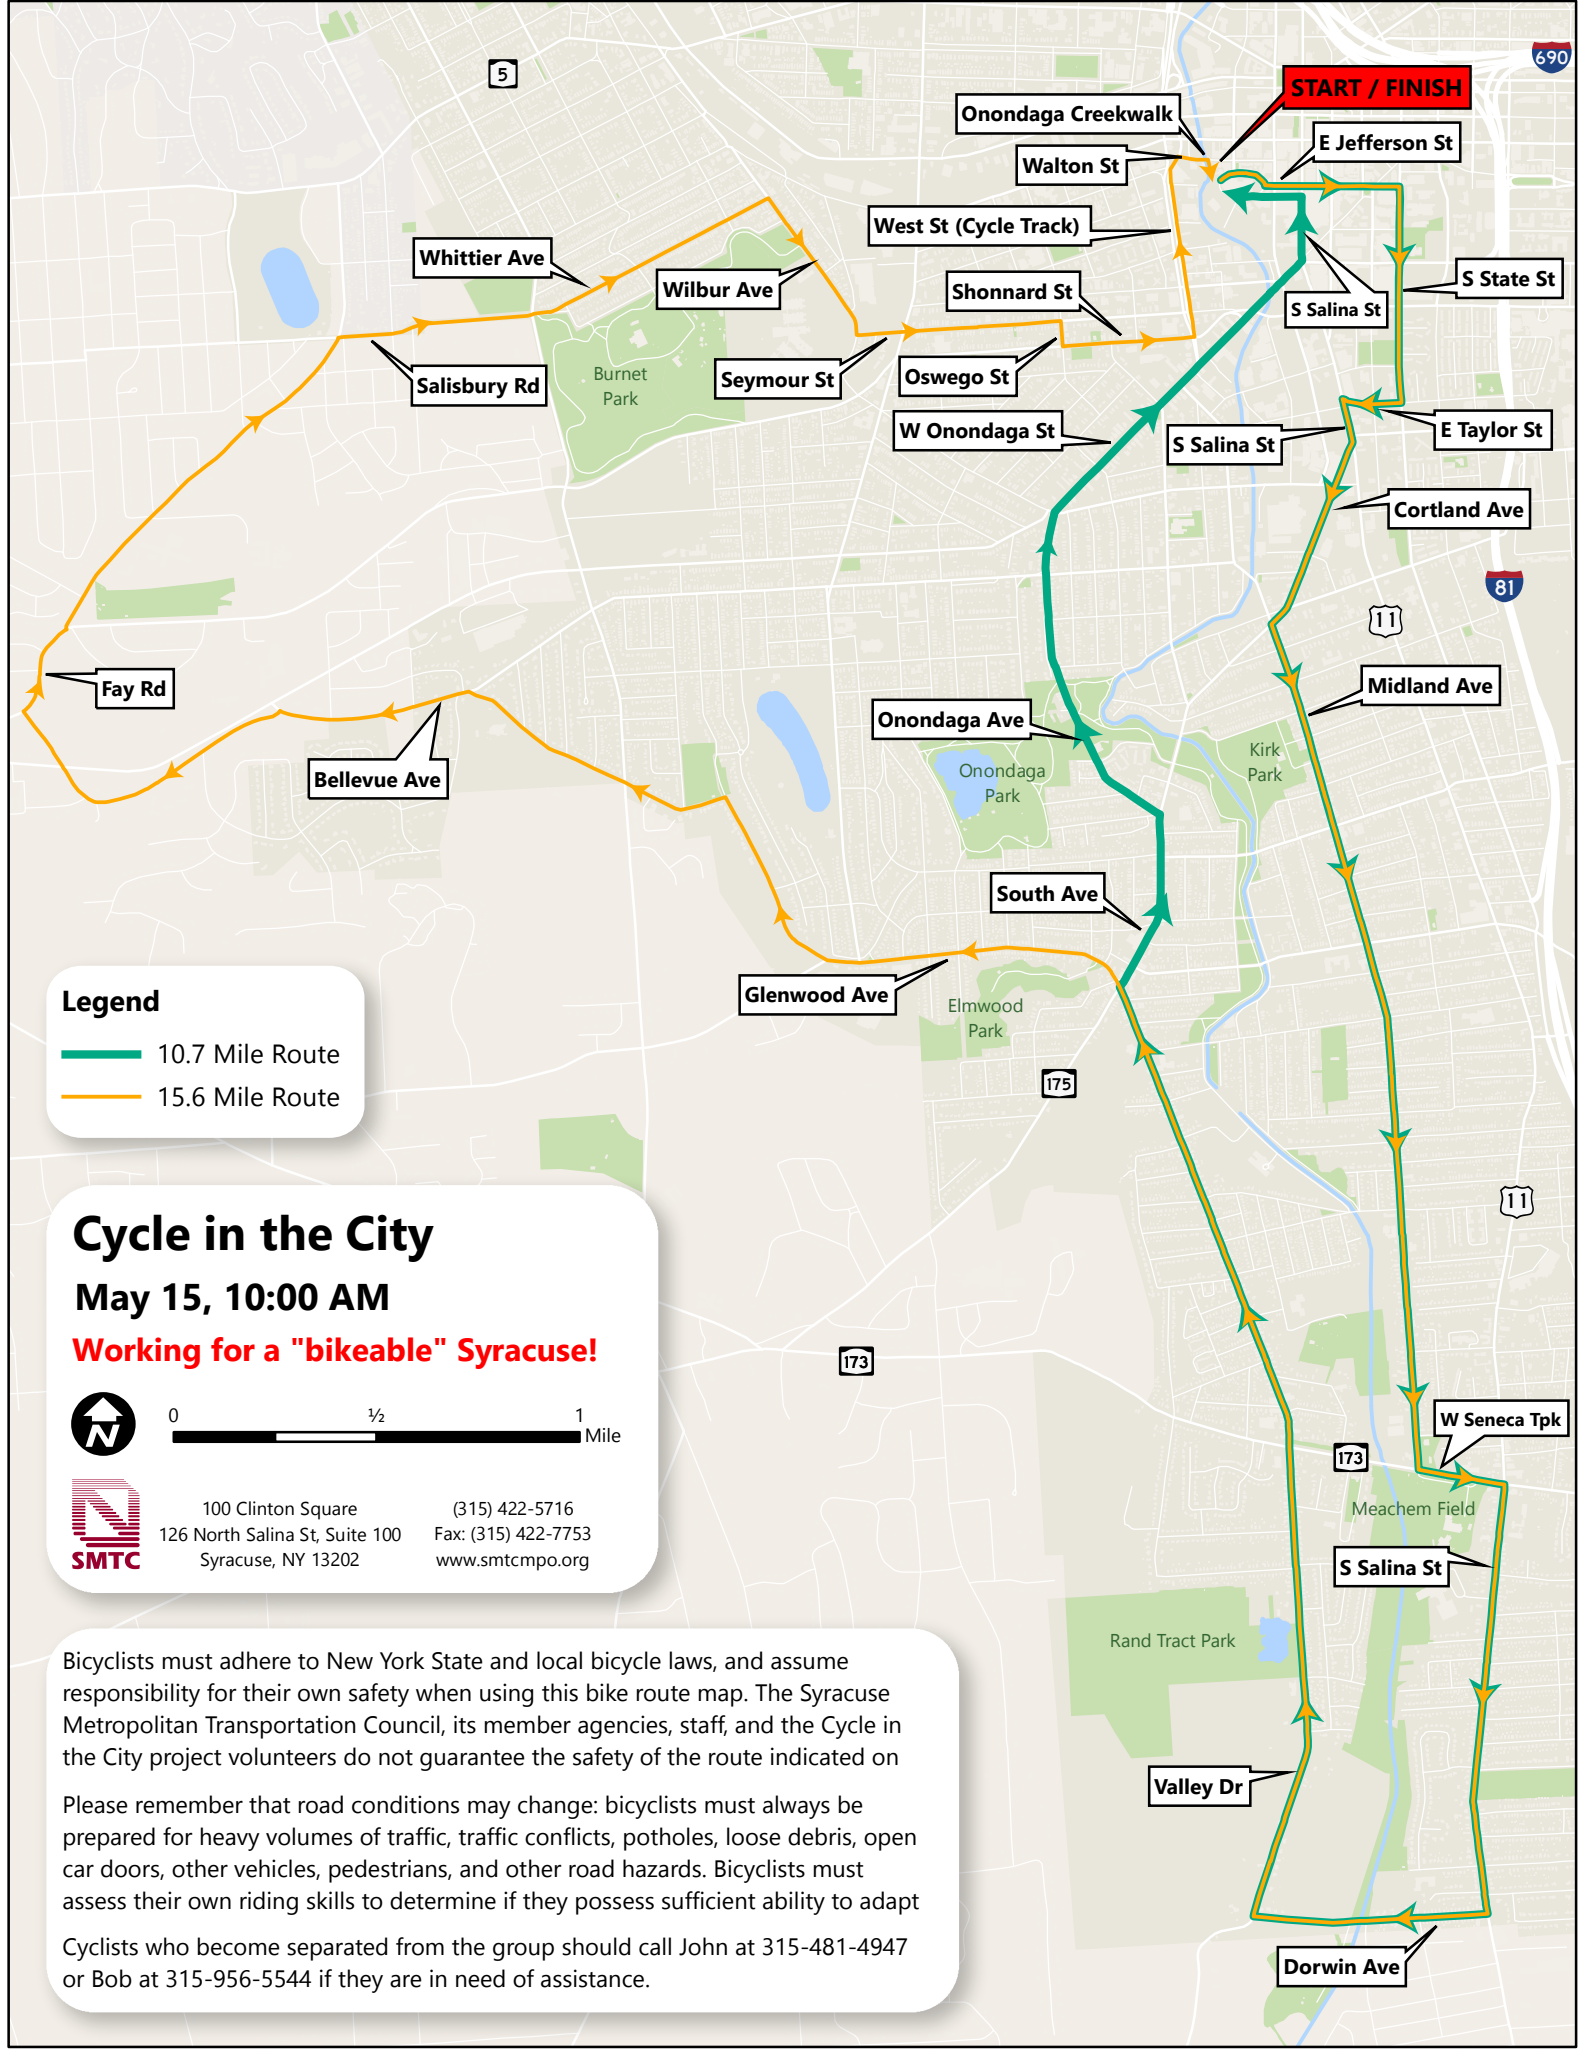 690
5
START / FINISH
Onondaga Creekwalk
E Jefferson St
Walton St
West St (Cycle Track)
Whittier Ave
Wilbur Ave
Shonnard St
S State St
S Salina St
Salisbury Rd
Burnet
Park
Seymour St
Oswego St
W Onondaga St
S Salina St
E Taylor St
Cortland Ave
81
11
Fay Rd
Midland Ave
Onondaga Ave
Kirk
Park
Bellevue Ave
Onondaga
Park
South Ave
Glenwood Ave
Elmwood
Park
175
Legend
10.7 Mile Route
15.6 Mile Route
11
Cycle in the City
May 15, 10:00 AM
Working for a "bikeable" Syracuse!
173
N
0 ½ 1
Mile
W Seneca Tpk
173
Meachem Field
SMTC
100 Clinton Square
126 North Salina St, Suite 100
Syracuse, NY 13202
(315) 422-5716
Fax: (315) 422-7753
www.smtcmpo.org
S Salina St
Rand Tract Park
Valley Dr
Dorwin Ave
Bicyclists must adhere to New York State and local bicycle laws, and assume
responsibility for their own safety when using this bike route map. The Syracuse
Metropolitan Transportation Council, its member agencies, staff, and the Cycle in
the City project volunteers do not guarantee the safety of the route indicated on
Please remember that road conditions may change: bicyclists must always be
prepared for heavy volumes of traffic, traffic conflicts, potholes, loose debris, open
car doors, other vehicles, pedestrians, and other road hazards. Bicyclists must
assess their own riding skills to determine if they possess sufficient ability to adapt
Cyclists who become separated from the group should call John at 315-481-4947
or Bob at 315-956-5544 if they are in need of assistance.